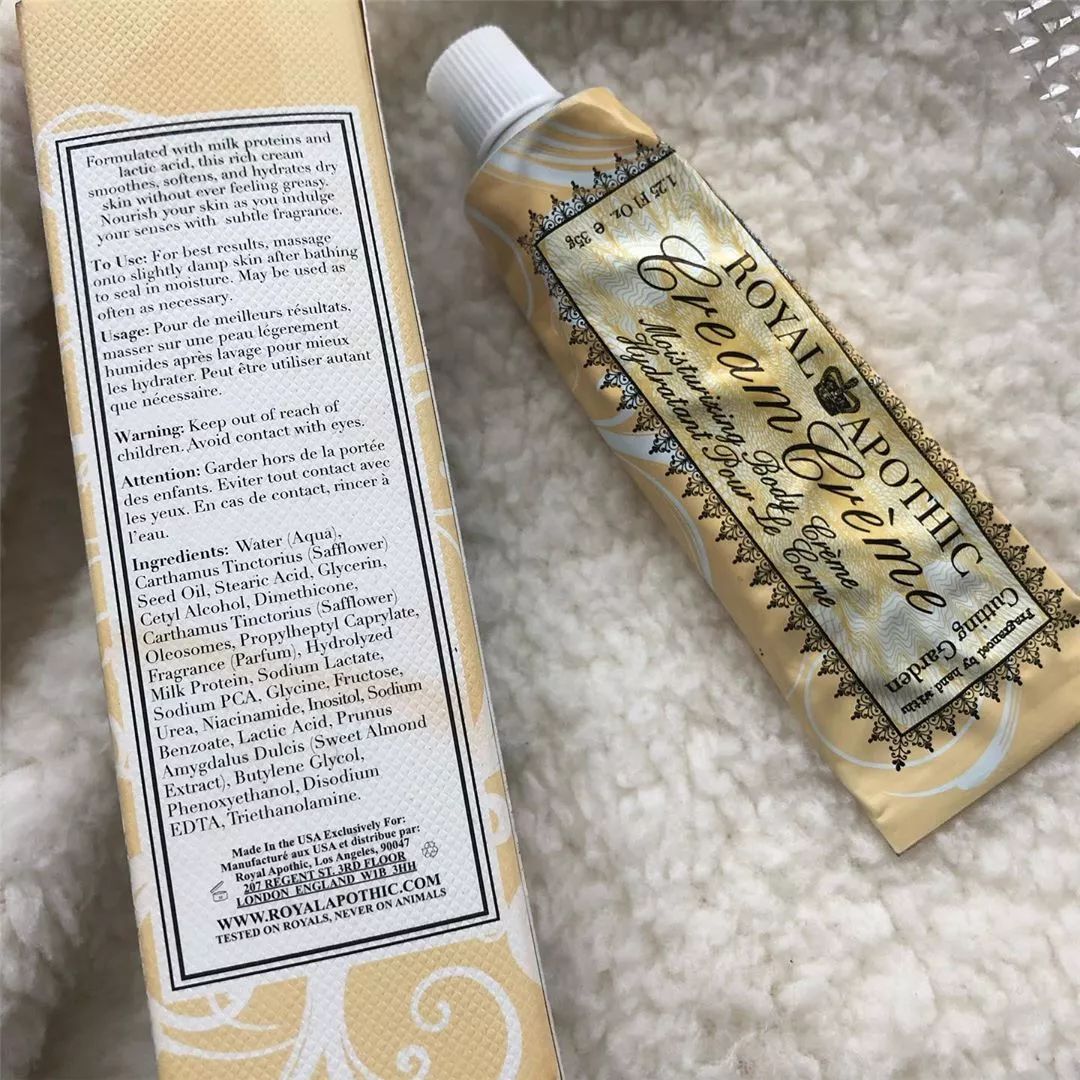 Formulated with milk proteins and
lactic acid, this rich cream
smoothes, softens, and hydrates dry
skin without ever feeling greasy.
Nourish your skin as you indulge
your senses with subtle fragrance.
To Use: For best results, massage
onto slightly damp skin after bathing
to seal in moisture. May be used as
often as necessary.
Usage: Pour de meilleurs résultats,
masser sur une peau légerement
humides après lavage pour mieux
les hydrater. Peut être utiliser autant
que nécessaire.
Warning: Keep out of reach of
children. Avoid contact with eyes.
Attention: Garder hors de la portée
des enfants. Eviter tout contact avec
les yeux. En cas de contact, rincer à
l'eau.
Ingredients: Water (Aqua),
Carthamus Tinctorius (Safflower)
Seed Oil, Stearic Acid, Glycerin,
Cetyl Alcohol, Dimethicone,
Carthamus Tinctorius (Safflower)
Oleosomes, Propylheptyl Caprylate,
Fragrance (Parfum), Hydrolyzed
Milk Protein, Sodium Lactate,
Sodium PCA, Glycine, Fructose,
Urea, Niacinamide, Inositol, Sodium
Benzoate, Lactic Acid, Prunus
Amygdalus Dulcis (Sweet Almond
Extract), Butylene Glycol,
Phenoxyethanol, Disodium
EDTA, Triethanolamine.
Made In the USA Exclusively For:
Manufacturé aux USA et distribue par:
Royal Apothic, Los Angeles, 90047
207 REGENT ST. 3RD FLOOR
LONDON ENGLAND W1B 3HH
WWW.ROYALAPOTHIC.COM
TESTED ON ROYALS, NEVER ON ANIMALS
1.25 Fl Oz. e 35g
ROYAL APOTHIC
Cream Crème
Moisturizing Body Crème
Hydratant Pour Le Corps
Fragranced by hand with
Cutting Garden